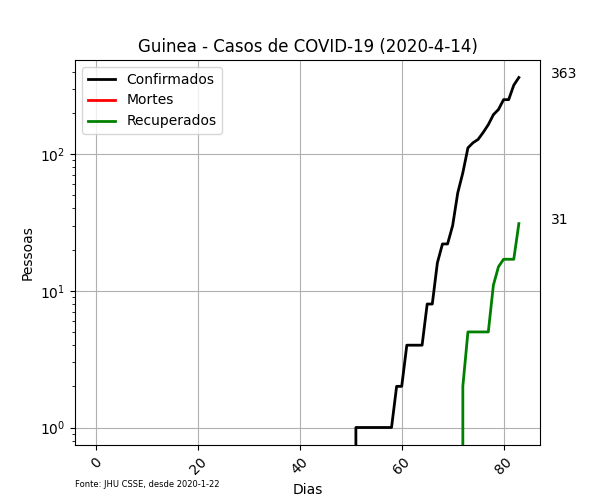 Guinea - Casos de COVID-19 (2020-4-14)
Confirmados
Mortes
Recuperados
363
31
10²
10¹
10⁰
Pessoas
0 20 40 60 80
Dias
Fonte: JHU CSSE, desde 2020-1-22